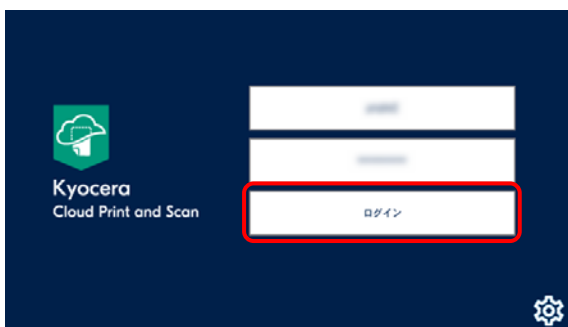 Kyocera
Cloud Print and Scan
ログイン